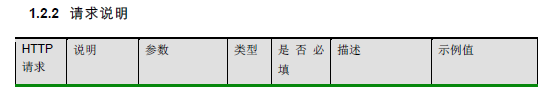 1.2.2 请求说明
HTTP 说明 参数 类型 是否必 描述 示例值
请求 填